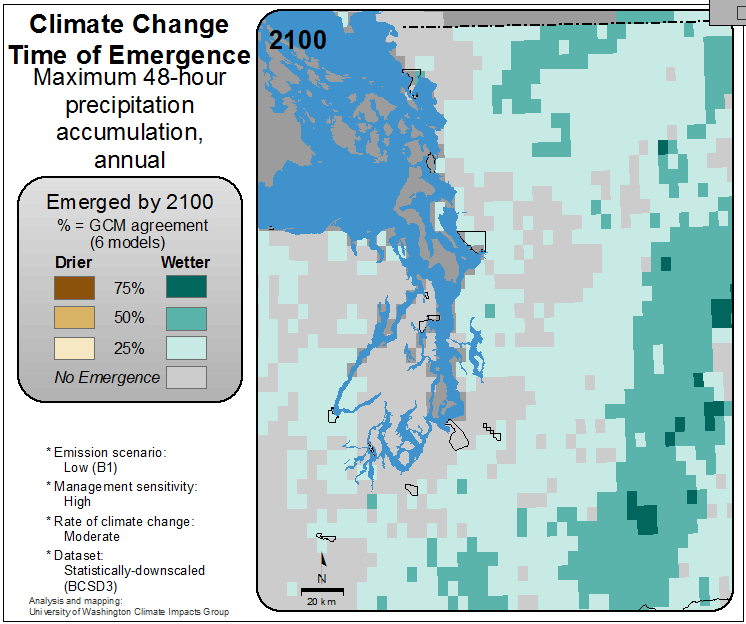 Climate Change
Time of Emergence
Maximum 48-hour
precipitation
accumulation,
annual
Emerged by 2100
% = GCM agreement
(6 models)
Drier Wetter
75%
50%
25%
No Emergence
* Emission scenario:
Low (B1)
* Management sensitivity:
High
* Rate of climate change:
Moderate
* Dataset:
Statistically-downscaled
(BCSD3)
Analysis and mapping:
University of Washington Climate Impacts Group
2100
N
20 km